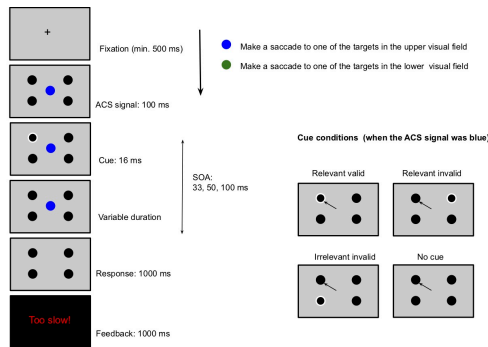 Fixation (min. 500 ms)
ACS signal: 100 ms
Cue: 16 ms
Variable duration
Response: 1000 ms
Too slow!
Feedback: 1000 ms
SOA:
33, 50, 100 ms
Make a saccade to one of the targets in the upper visual field
Make a saccade to one of the targets in the lower visual field
Cue conditions (when the ACS signal was blue)
Relevant valid
Relevant invalid
Irrelevant invalid
No cue